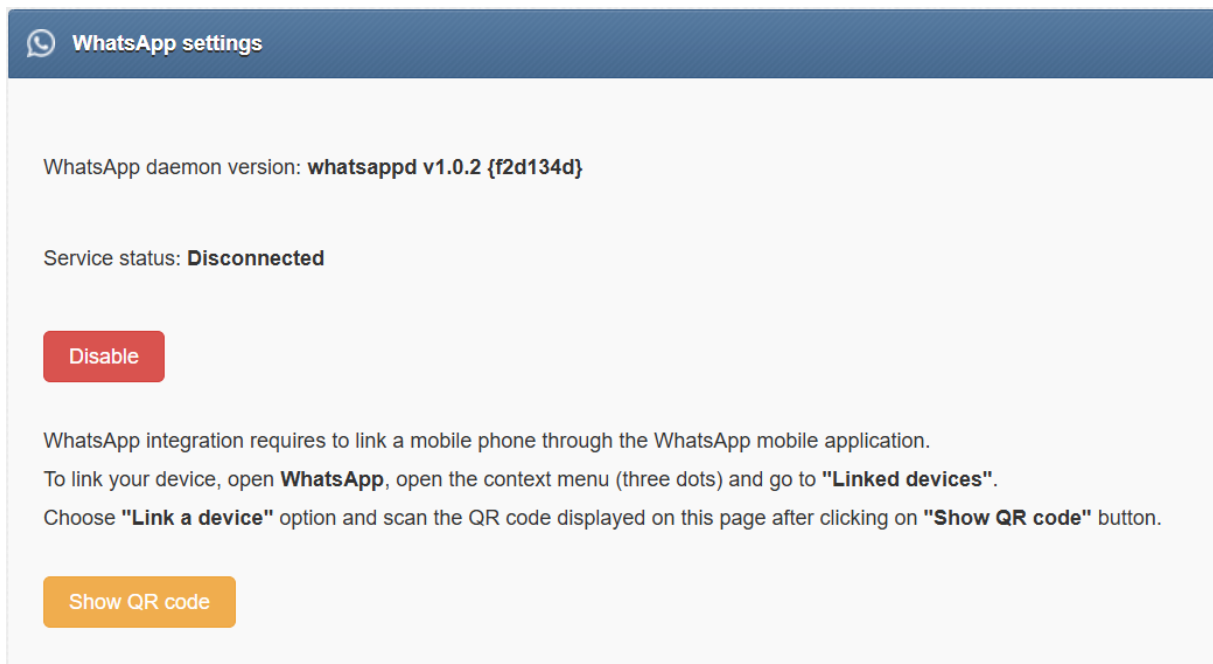 WhatsApp settings
WhatsApp daemon version: whatsappd v1.0.2 {f2d134d}
Service status: Disconnected
Disable
WhatsApp integration requires to link a mobile phone through the WhatsApp mobile application.
To link your device, open WhatsApp, open the context menu (three dots) and go to "Linked devices".
Choose "Link a device" option and scan the QR code displayed on this page after clicking on "Show QR code" button.
Show QR code